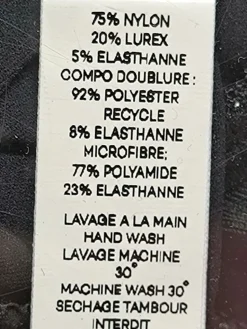 75% NYLON
20% LUREX
5% ELASTHANNE
COMPO DOUBLURE:
92% POLYESTER
RECYCLE
8% ELASTHANNE
MICROFIBRE;
77% POLYAMIDE
23% ELASTHANNE
LAVAGE A LA MAIN
HAND WASH
LAVAGE MACHINE
30°
MACHINE WASH 30°
SECHAGE TAMBOUR
INTERDIT